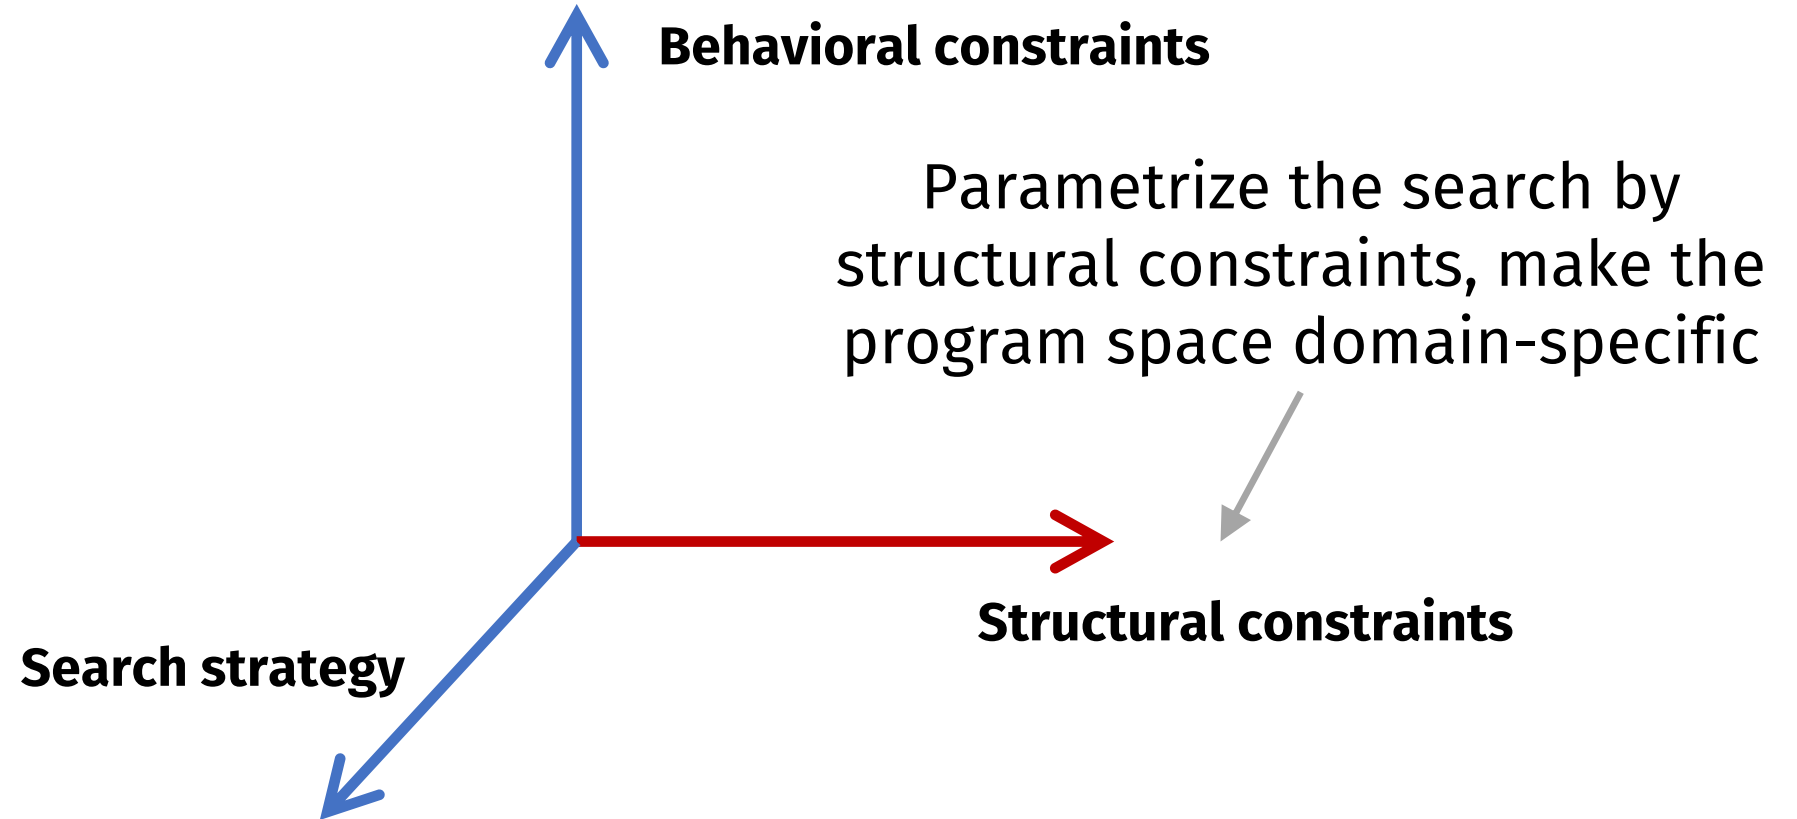 Behavioral constraints
Parametrize the search by
structural constraints, make the
program space domain-specific
Structural constraints
Search strategy